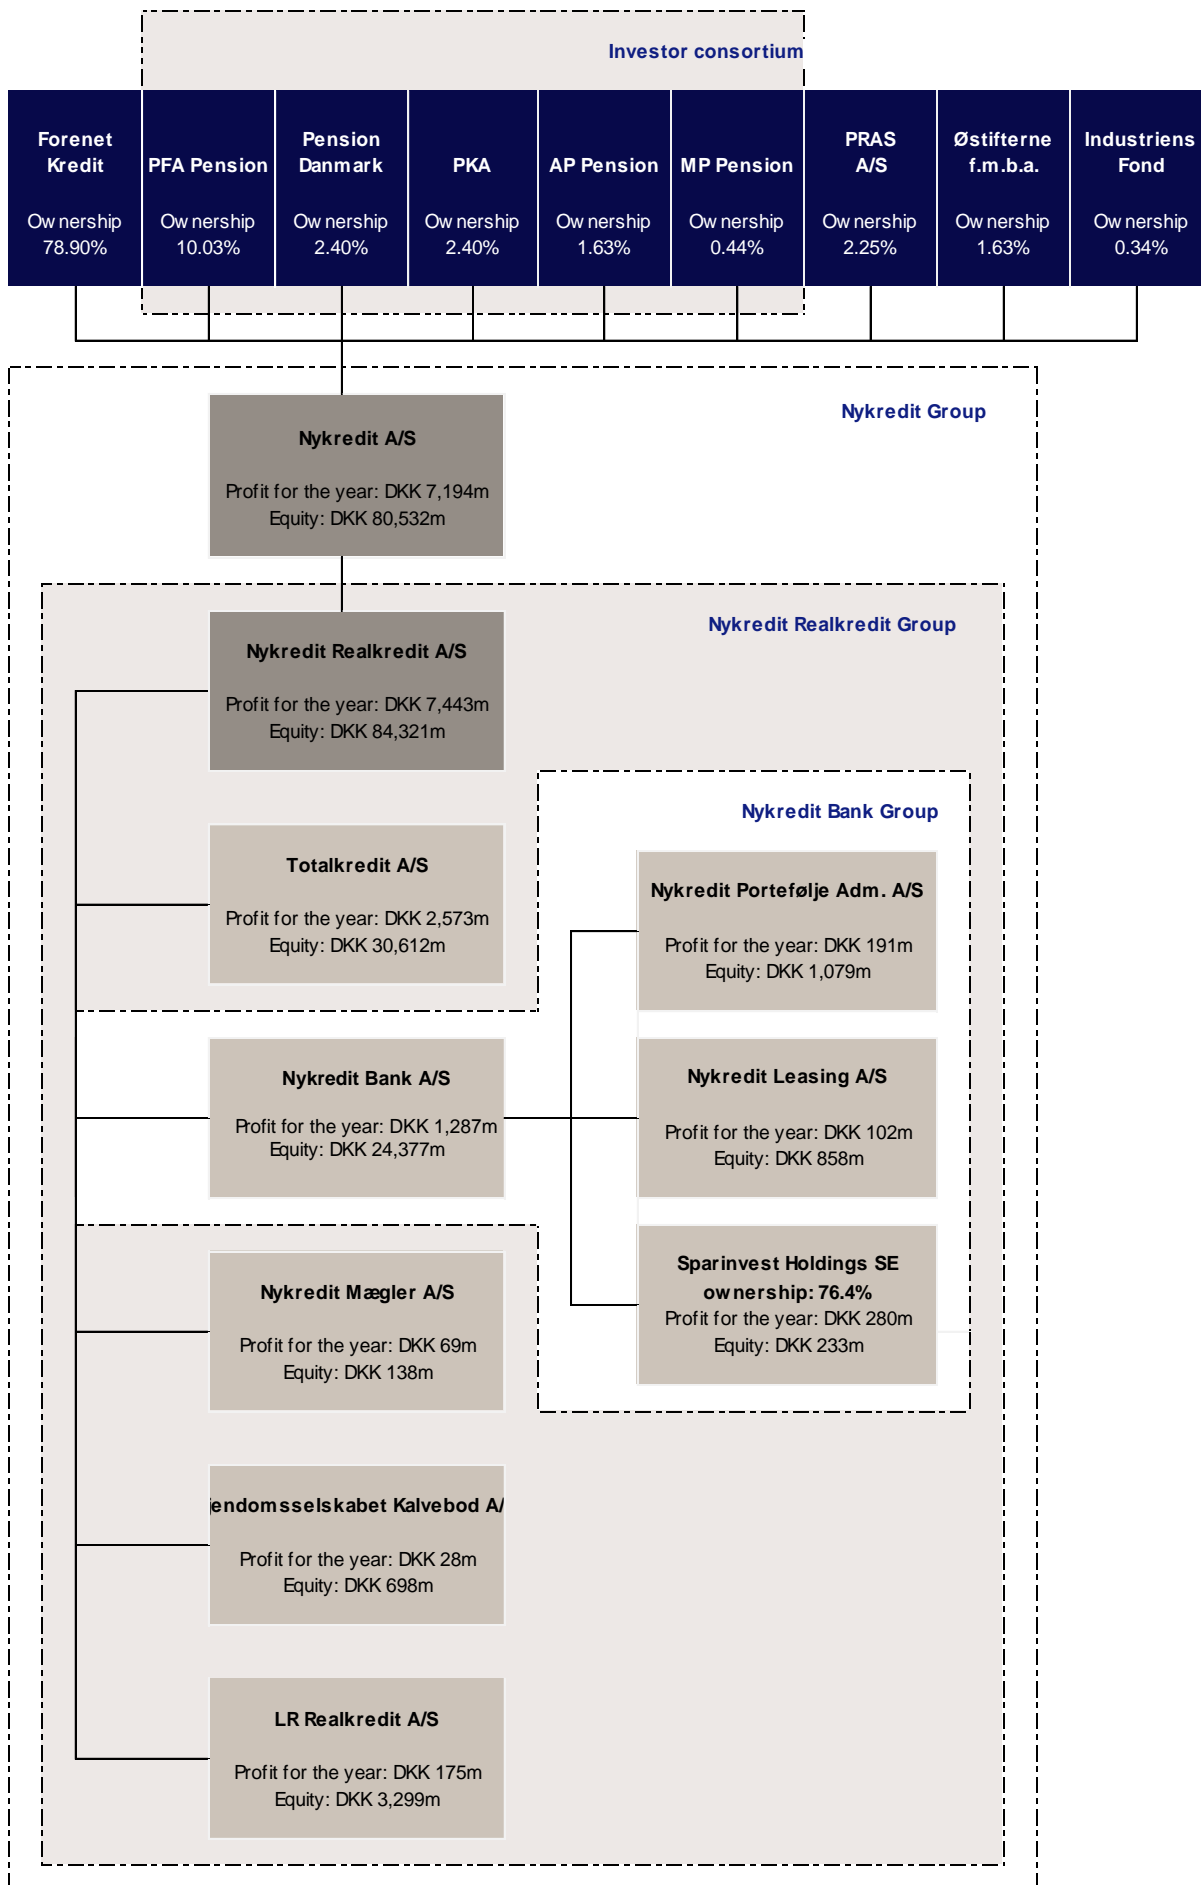 Investor consortium
Forenet
Kredit
Ownership
78.90%
PFA Pension
Ownership
10.03%
Pension
Danmark
Ownership
2.40%
PKA
Ownership
2.40%
AP Pension
Ownership
1.63%
MP Pension
Ownership
0.44%
PRAS
A/S
Ownership
2.25%
Østifterne
f.m.b.a.
Ownership
1.63%
Industriens
Fond
Ownership
0.34%
Nykredit Group
Nykredit A/S
Profit for the year: DKK 7,194m
Equity: DKK 80,532m
Nykredit Realkredit Group
Nykredit Realkredit A/S
Profit for the year: DKK 7,443m
Equity: DKK 84,321m
Totalkredit A/S
Profit for the year: DKK 2,573m
Equity: DKK 30,612m
Nykredit Bank Group
Nykredit Portefølje Adm. A/S
Profit for the year: DKK 191m
Equity: DKK 1,079m
Nykredit Bank A/S
Profit for the year: DKK 1,287m
Equity: DKK 24,377m
Nykredit Leasing A/S
Profit for the year: DKK 102m
Equity: DKK 858m
Sparinvest Holdings SE
ownership: 76.4%
Profit for the year: DKK 280m
Equity: DKK 233m
Nykredit Mægler A/S
Profit for the year: DKK 69m
Equity: DKK 138m
jendomsselskabet Kalvebod A/
Profit for the year: DKK 28m
Equity: DKK 698m
LR Realkredit A/S
Profit for the year: DKK 175m
Equity: DKK 3,299m